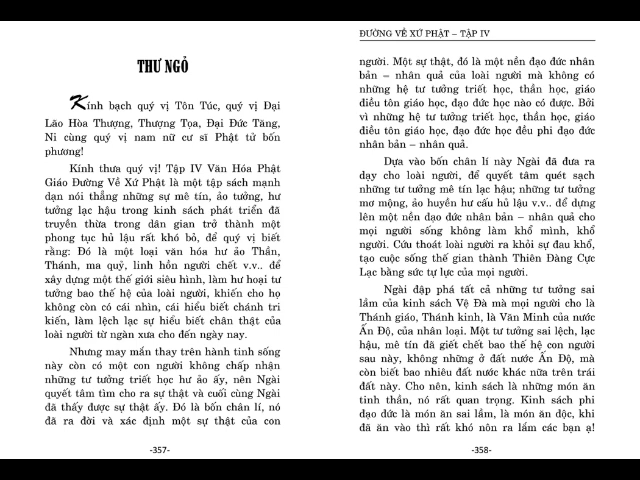 THƯ NGỎ
Kính bạch quý vị Tôn Túc, quý vị Đại
Lão Hòa Thượng, Thượng Tọa, Đại Đức Tăng,
Ni cùng quý vị nam nữ cư sĩ Phật tử bốn
phương!
Kính thưa quý vị! Tập IV Văn Hóa Phật
Giáo Đường Về Xứ Phật là một tập sách mạnh
dạn nói thẳng những sự mê tín, ảo tưởng, hư
tưởng lạc hậu trong kinh sách phát triển đã
truyền thừa trong dân gian trở thành một
phong tục hủ lậu rất khó bỏ, để quý vị biết
rằng: Đó là một loại văn hóa hư ảo Thần,
Thánh, ma quỷ, linh hồn người chết v.v.. để
xây dựng một thế giới siêu hình, làm hư hoại tư
tưởng bao thế hệ của loài người, khiến cho họ
không còn có cái nhìn, cái hiểu biết chánh tri
kiến, làm lệch lạc sự hiểu biết chân thật của
loài người từ ngàn xưa cho đến ngày nay.
Nhưng may mắn thay trên hành tinh sống
này còn có một con người không chấp nhận
những tư tưởng triết học hư ảo ấy, nên Ngài
quyết tâm tìm cho ra sự thật và cuối cùng Ngài
đã thấy được sự thật ấy. Đó là bốn chân lí, nó
đã ra đời và xác định một sự thật của con
-357-
ĐƯỜNG VỀ XỨ PHẬT – TẬP IV
người. Một sự thật, đó là một nền đạo đức nhân
bản – nhân quả của loài người mà không có
những hệ tư tưởng triết học, thần học, giáo
điều tôn giáo học, đạo đức học nào có được. Bởi
vì những hệ tư tưởng triết học, thần học, giáo
điều tôn giáo học, đạo đức học đều phi đạo đức
nhân bản – nhân quả.
Dựa vào bốn chân lí này Ngài đã đưa ra
dạy cho loài người, để quyết tâm quét sạch
những tư tưởng mê tín lạc hậu; những tư tưởng
mơ mộng, ảo huyền hư cấu hủ lậu v.v.. để dựng
lên một nền đạo đức nhân bản – nhân quả cho
mọi người sống không làm khổ mình, khổ
người. Cứu thoát loài người ra khỏi sự đau khổ,
tạo cuộc sống thế gian thành Thiên Đàng Cực
Lạc bằng sức tự lực của mọi người.
Ngài đập phá tất cả những tư tưởng sai
lầm của kinh sách Vệ Đà mà mọi người cho là
Thánh giáo, Thánh kinh, là Văn Minh của nước
Ấn Độ, của nhân loại. Một tư tưởng sai lệch, lạc
hậu, mê tín đã giết chết bao thế hệ con người
sau này, không những ở đất nước Ấn Độ, mà
còn biết bao nhiêu đất nước khác nữa trên trái
đất này. Cho nên, kinh sách là những món ăn
tinh thần, nó rất quan trọng. Kinh sách phi
đạo đức là món ăn sai lầm, là món ăn độc, khi
đã ăn vào thì rất khó nôn ra lắm các bạn ạ!
-358-